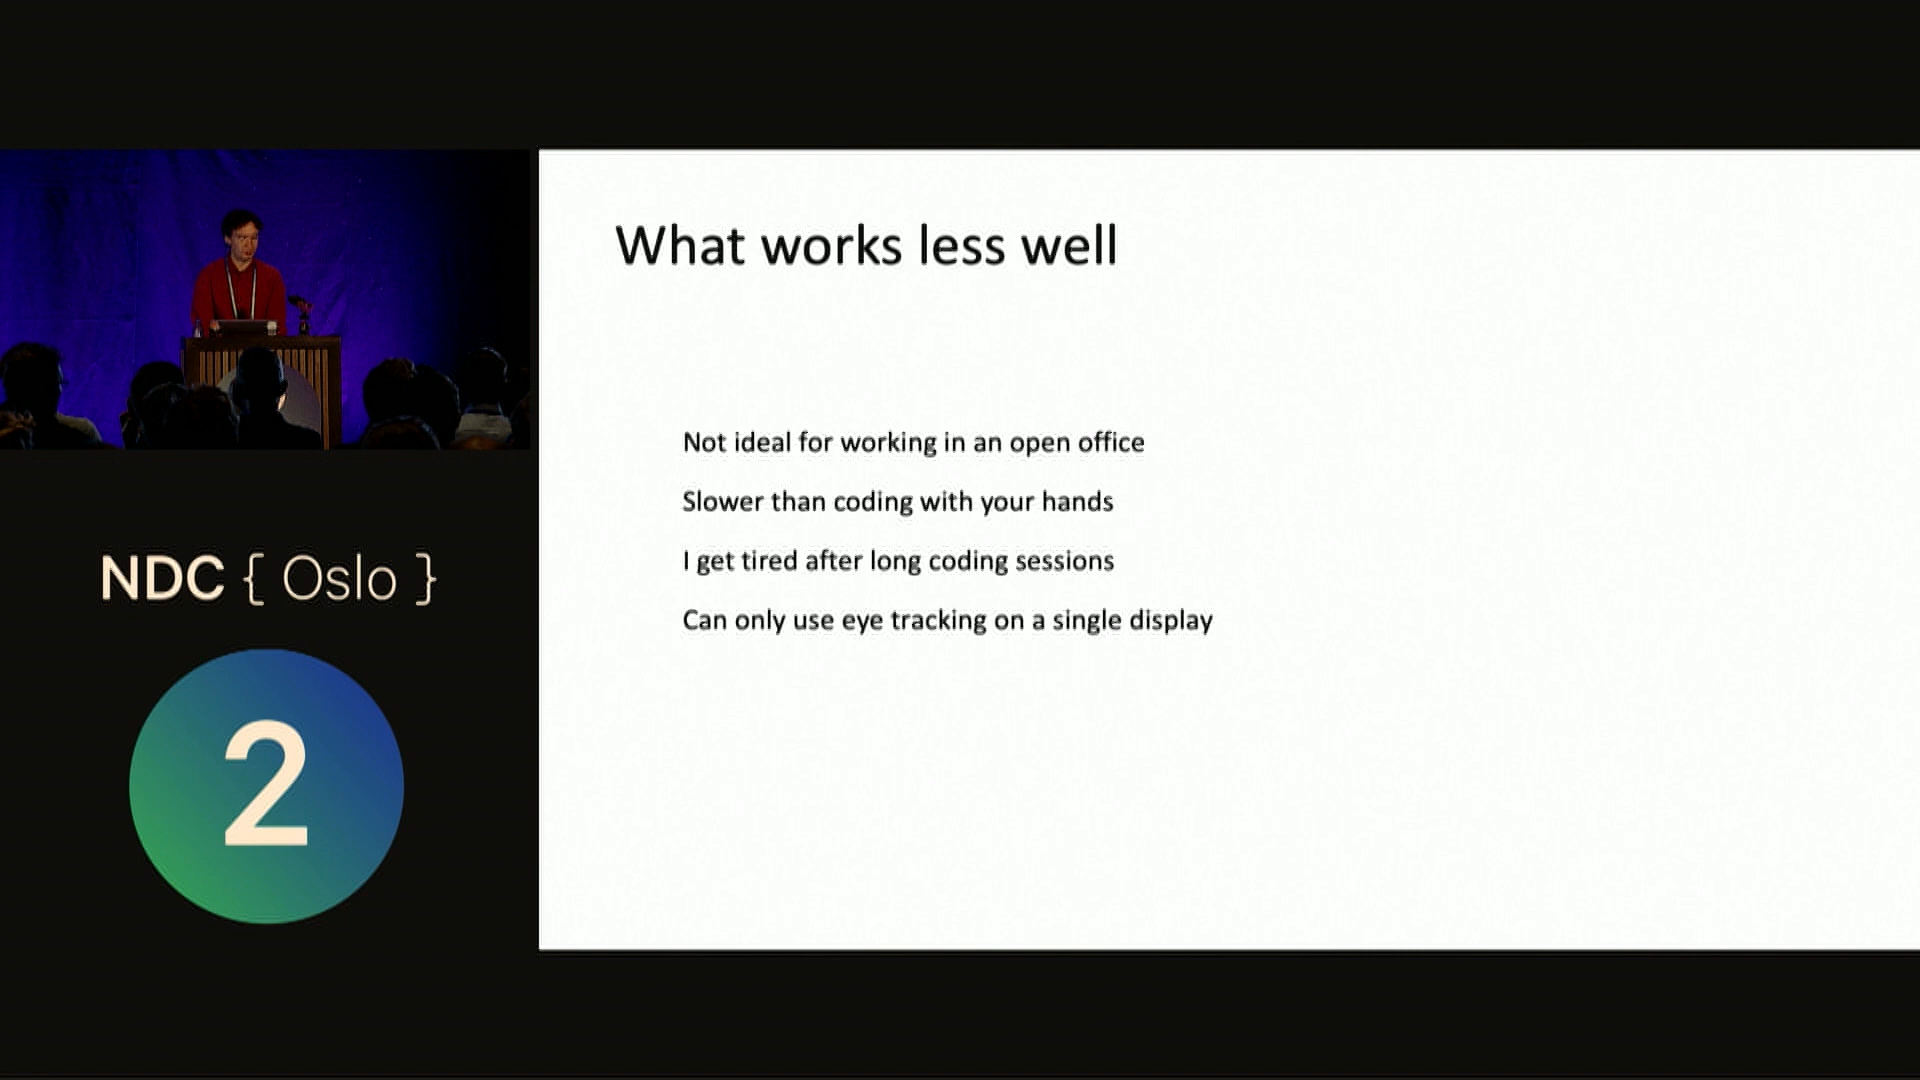 What works less well
Not ideal for working in an open office
Slower than coding with your hands
I get tired after long coding sessions
Can only use eye tracking on a single display
NDC { Oslo }
2